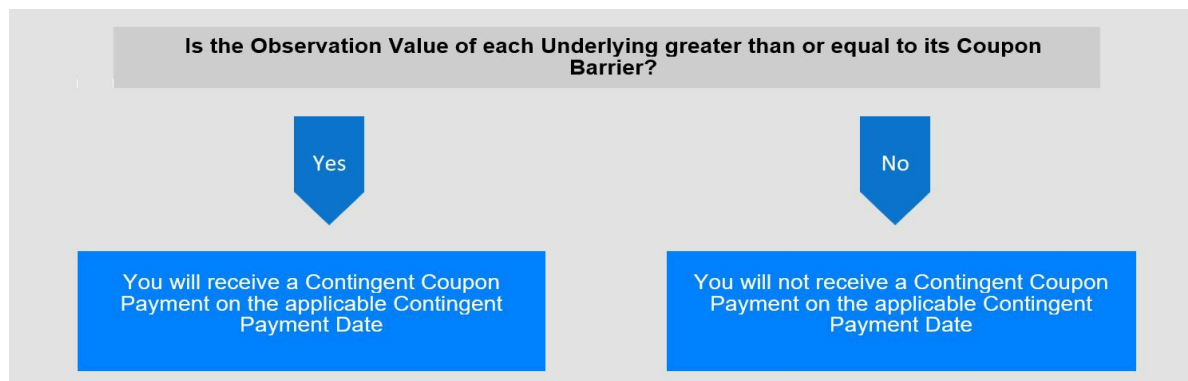 Is the Observation Value of each Underlying greater than or equal to its Coupon
Barrier?
Yes
No
You will receive a Contingent Coupon
Payment on the applicable Contingent
Payment Date
You will not receive a Contingent Coupon
Payment on the applicable Contingent
Payment Date